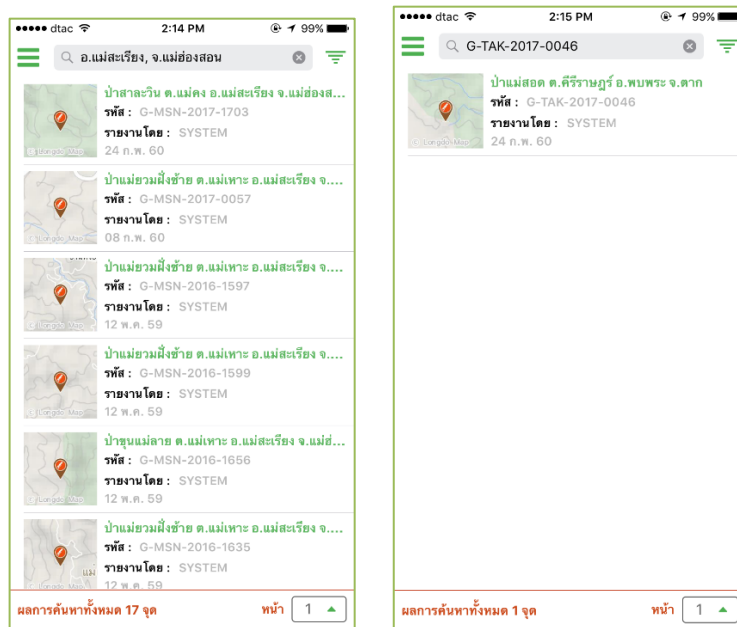 dtac 2:14 PM 99%
อ.แม่สะเรียง, จ.แม่ฮ่องสอน
ป่าสาละวิน ต.แม่คง อ.แม่สะเรียง จ.แม่ฮ่องส...
รหัส : G-MSN-2017-1703
รายงานโดย : SYSTEM
24 ก.พ. 60
© Longdo Map
ป่าแม่ยวมฝั่งซ้าย ต.แม่เหาะ อ.แม่สะเรียง จ....
รหัส : G-MSN-2017-0057
รายงานโดย : SYSTEM
08 ก.พ. 60
© Longdo Map
ป่าแม่ยวมฝั่งซ้าย ต.แม่เหาะ อ.แม่สะเรียง จ....
รหัส : G-MSN-2016-1597
รายงานโดย : SYSTEM
12 พ.ค. 59
© Longdo Map
ป่าแม่ยวมฝั่งซ้าย ต.แม่เหาะ อ.แม่สะเรียง จ....
รหัส : G-MSN-2016-1599
รายงานโดย : SYSTEM
12 พ.ค. 59
© Longdo Map
ป่าขุนแม่ลาย ต.แม่เหาะ อ.แม่สะเรียง จ.แม่ฮ่...
รหัส : G-MSN-2016-1656
รายงานโดย : SYSTEM
12 พ.ค. 59
© Longdo Map
ป่าแม่ยวมฝั่งซ้าย ต.แม่เหาะ อ.แม่สะเรียง จ....
รหัส : G-MSN-2016-1635
รายงานโดย : SYSTEM
12 พ.ค. 59
© Longdo Map
ผลการค้นหาทั้งหมด 17 จุด หน้า 1
dtac 2:15 PM 99%
G-TAK-2017-0046
ป่าแม่สอด ต.คีรีราษฎร์ อ.พบพระ จ.ตาก
รหัส : G-TAK-2017-0046
รายงานโดย : SYSTEM
24 ก.พ. 60
© Longdo Map
ผลการค้นหาทั้งหมด 1 จุด หน้า 1